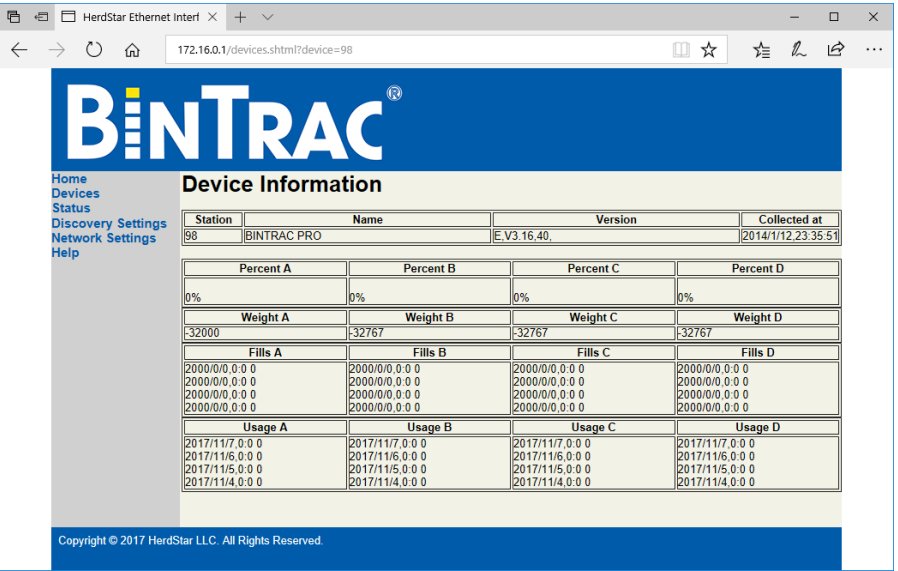 HerdStar Ethernet Interf
172.16.0.1/devices.shtml?device=98
BINTRAC®
Home
Devices
Status
Discovery Settings
Network Settings
Help
Device Information
Station Name Version Collected at
98 BINTRAC PRO E,V3.16,40, 2014/1/12,23:35:51
Percent A Percent B Percent C Percent D
0% 0% 0% 0%
Weight A Weight B Weight C Weight D
-32000 -32767 -32767 -32767
Fills A Fills B Fills C Fills D
2000/0/0,0:0 0 2000/0/0,0:0 0 2000/0/0,0:0 0 2000/0/0,0:0 0
2000/0/0,0:0 0 2000/0/0,0:0 0 2000/0/0,0:0 0 2000/0/0,0:0 0
2000/0/0,0:0 0 2000/0/0,0:0 0 2000/0/0,0:0 0 2000/0/0,0:0 0
2000/0/0,0:0 0 2000/0/0,0:0 0 2000/0/0,0:0 0 2000/0/0,0:0 0
Usage A Usage B Usage C Usage D
2017/11/7,0:0 0 2017/11/7,0:0 0 2017/11/7,0:0 0 2017/11/7,0:0 0
2017/11/6,0:0 0 2017/11/6,0:0 0 2017/11/6,0:0 0 2017/11/6,0:0 0
2017/11/5,0:0 0 2017/11/5,0:0 0 2017/11/5,0:0 0 2017/11/5,0:0 0
2017/11/4,0:0 0 2017/11/4,0:0 0 2017/11/4,0:0 0 2017/11/4,0:0 0
Copyright © 2017 HerdStar LLC. All Rights Reserved.